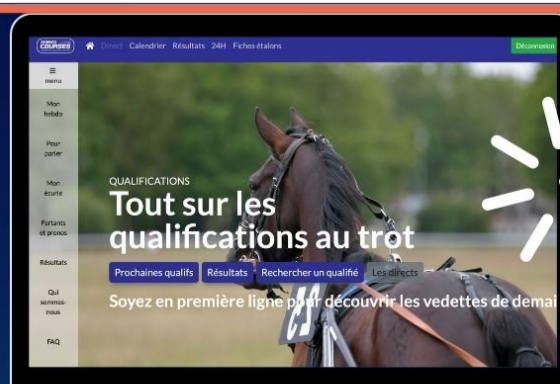 COURSES
Direct Calendrier Résultats 24H Fiches étalons
Déconnexion
menu
Mon
hebdo
Pour
parier
Mon
écurie
Partants
et pronos
Résultats
Qui
sommes-
nous
FAQ
QUALIFICATIONS
Tout sur les
qualifications au trot
Prochaines qualifs Résultats Rechercher un qualifié Les directs
Soyez en première ligne pour découvrir les vedettes de demai